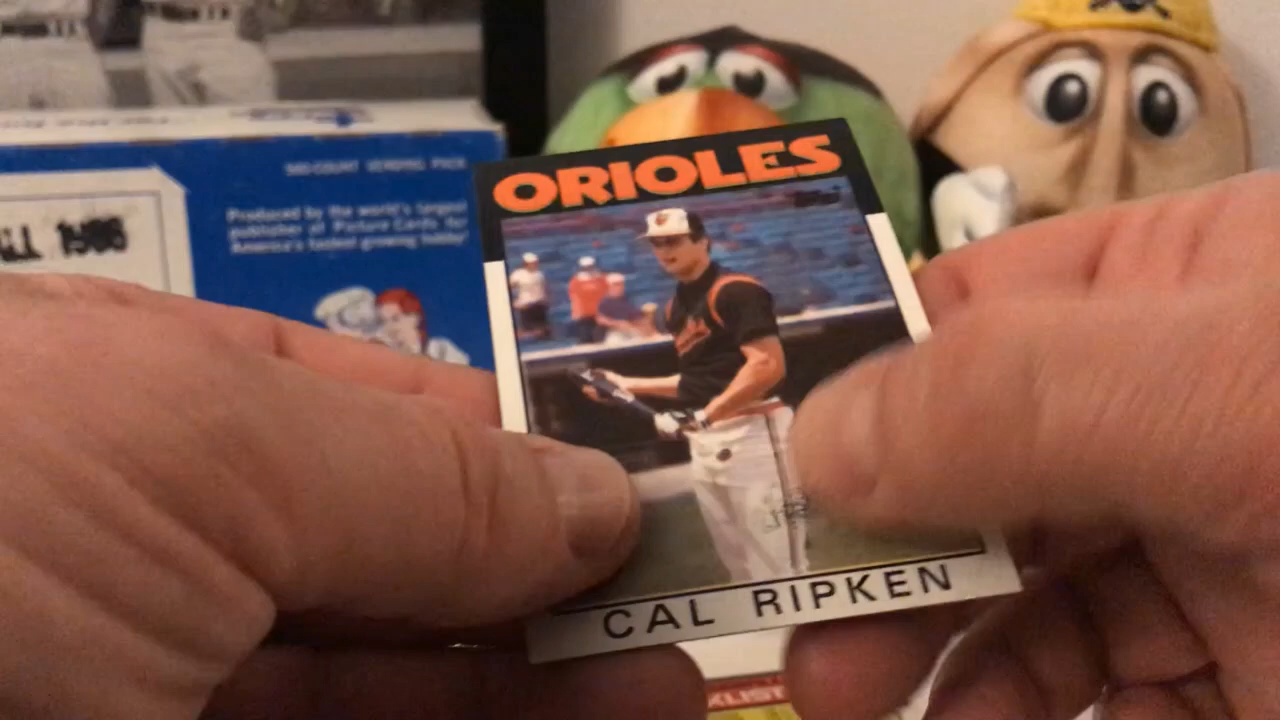 500-COUNT VENDING PACK
Produced by the world's largest
publisher of Picture Cards for
America's fastest growing hobby!
1986
ORIOLES
CAL RIPKEN
KLIST